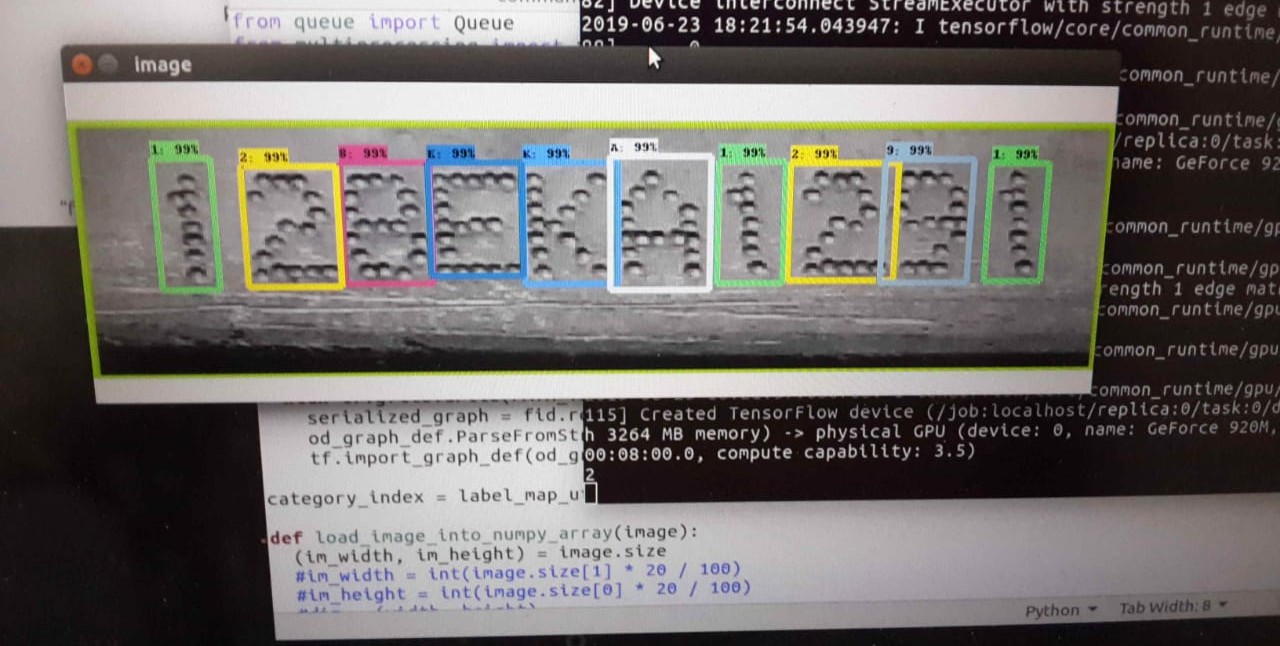 from queue import Queue
2019-06-23 18:21:54.043947: I tensorflow/core/common_runtime/
82] Device interconnect StreamExecutor with strength 1 edge
image
common_runtime/
common_runtime/
/replica:0/task:
name: GeForce 92
1: 99% 2: 99% 8: 99% E: 99% K: 99% A: 99% 1: 99% 2: 99% 9: 99% 1: 99%
128EKA1291
common_runtime/
common_runtime/gp
rength 1 edge mat
common_runtime/gpu
common_runtime/gpu
common_runtime/gpu/
serialized_graph = fid.r
115] Created TensorFlow device (/job:localhost/replica:0/task:0/
od_graph_def.ParseFromSt
h 3264 MB memory) -> physical GPU (device: 0, name: GeForce 920M,
tf.import_graph_def(od_g
00:08:00.0, compute capability: 3.5)
2
category_index = label_map_u
def load_image_into_numpy_array(image):
(im_width, im_height) = image.size
#im_width = int(image.size[1] * 20 / 100)
#im_height = int(image.size[0] * 20 / 100)
Python Tab Width: 8